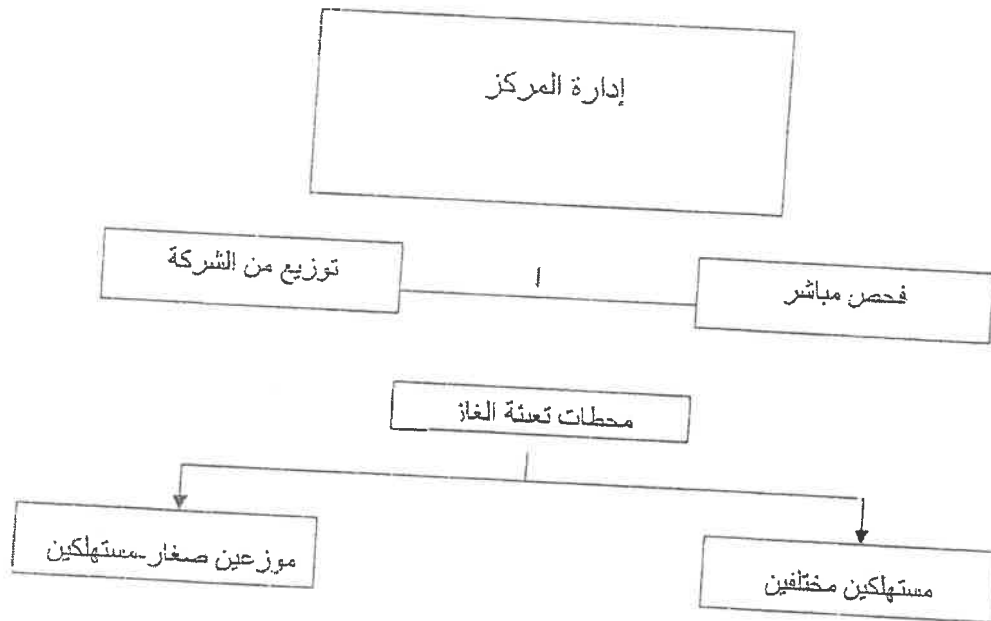 إدارة المركز
فحص مباشر
توزيع من الشركة
محطات تعبئة الغاز
مستهلكين مختلفين
موزعين صغار-مستهلكين